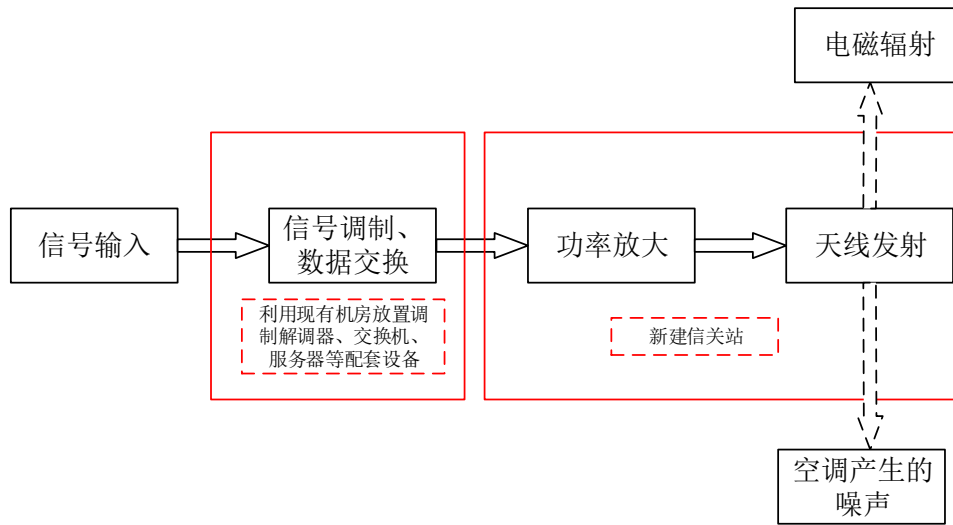 电磁辐射
信号输入
信号调制、
数据交换
功率放大
天线发射
利用现有机房放置调
制解调器、交换机、
服务器等配套设备
新建信关站
空调产生的
噪声